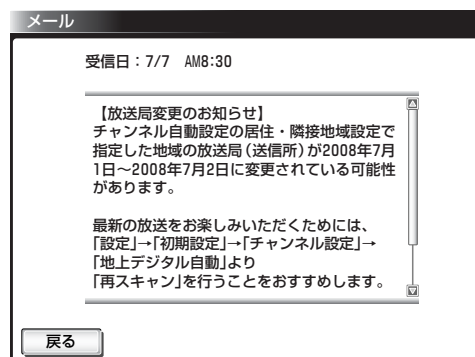 メール
受信日：7/7 AM8:30
【放送局変更のお知らせ】
チャンネル自動設定の居住・隣接地域設定で
指定した地域の放送局（送信所）が2008年7月
1日～2008年7月2日に変更されている可能性
があります。
最新の放送をお楽しみいただくためには、
「設定」→「初期設定」→「チャンネル設定」→
「地上デジタル自動」より
「再スキャン」を行うことをおすすめします。
戻る